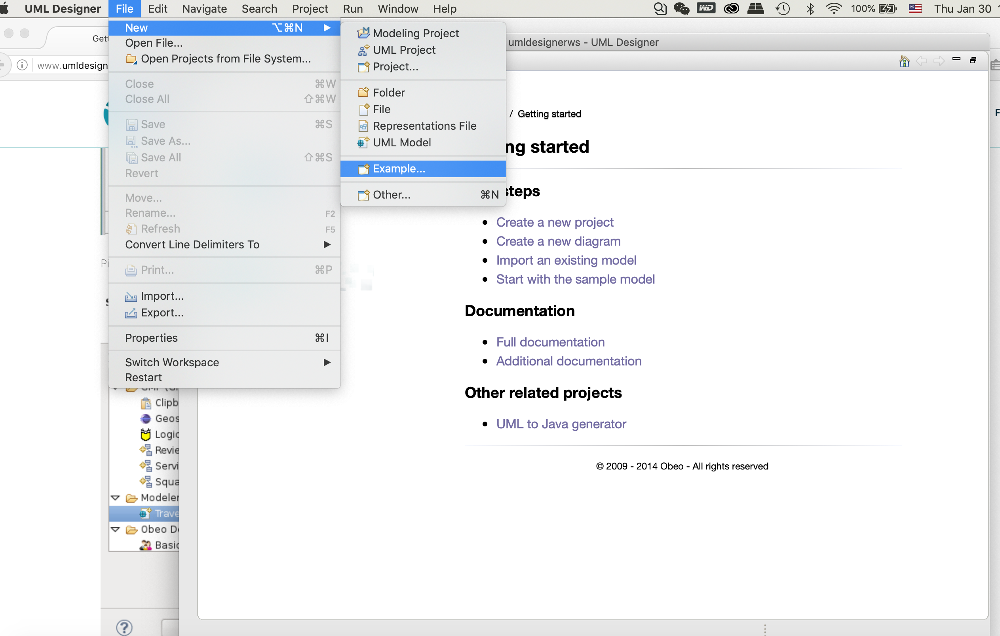 UML Designer File Edit Navigate Search Project Run Window Help 100% Thu Jan 30
New ⌥⌘N ▶
Open File...
Open Projects from File System...
Close ⌘W
Close All ⇧⌘W
Save ⌘S
Save As...
Save All ⇧⌘S
Revert
Move...
Rename... F2
Refresh F5
Convert Line Delimiters To ▶
Print... ⌘P
Import...
Export...
Properties ⌘I
Switch Workspace ▶
Restart
Modeling Project
UML Project
Project...
Folder
File
Representations File
UML Model
Example...
Other... ⌘N
WD
Gett
www.umldesign
Pi
umldesignerws - UML Designer
/ Getting started
ng started
steps
• Create a new project
• Create a new diagram
• Import an existing model
• Start with the sample model
Documentation
• Full documentation
• Additional documentation
Other related projects
• UML to Java generator
© 2009 - 2014 Obeo - All rights reserved
Clipb
Geos
Logic
Revie
Servi
Squa
Modeler
Trave
Obeo De
Basic
?
F